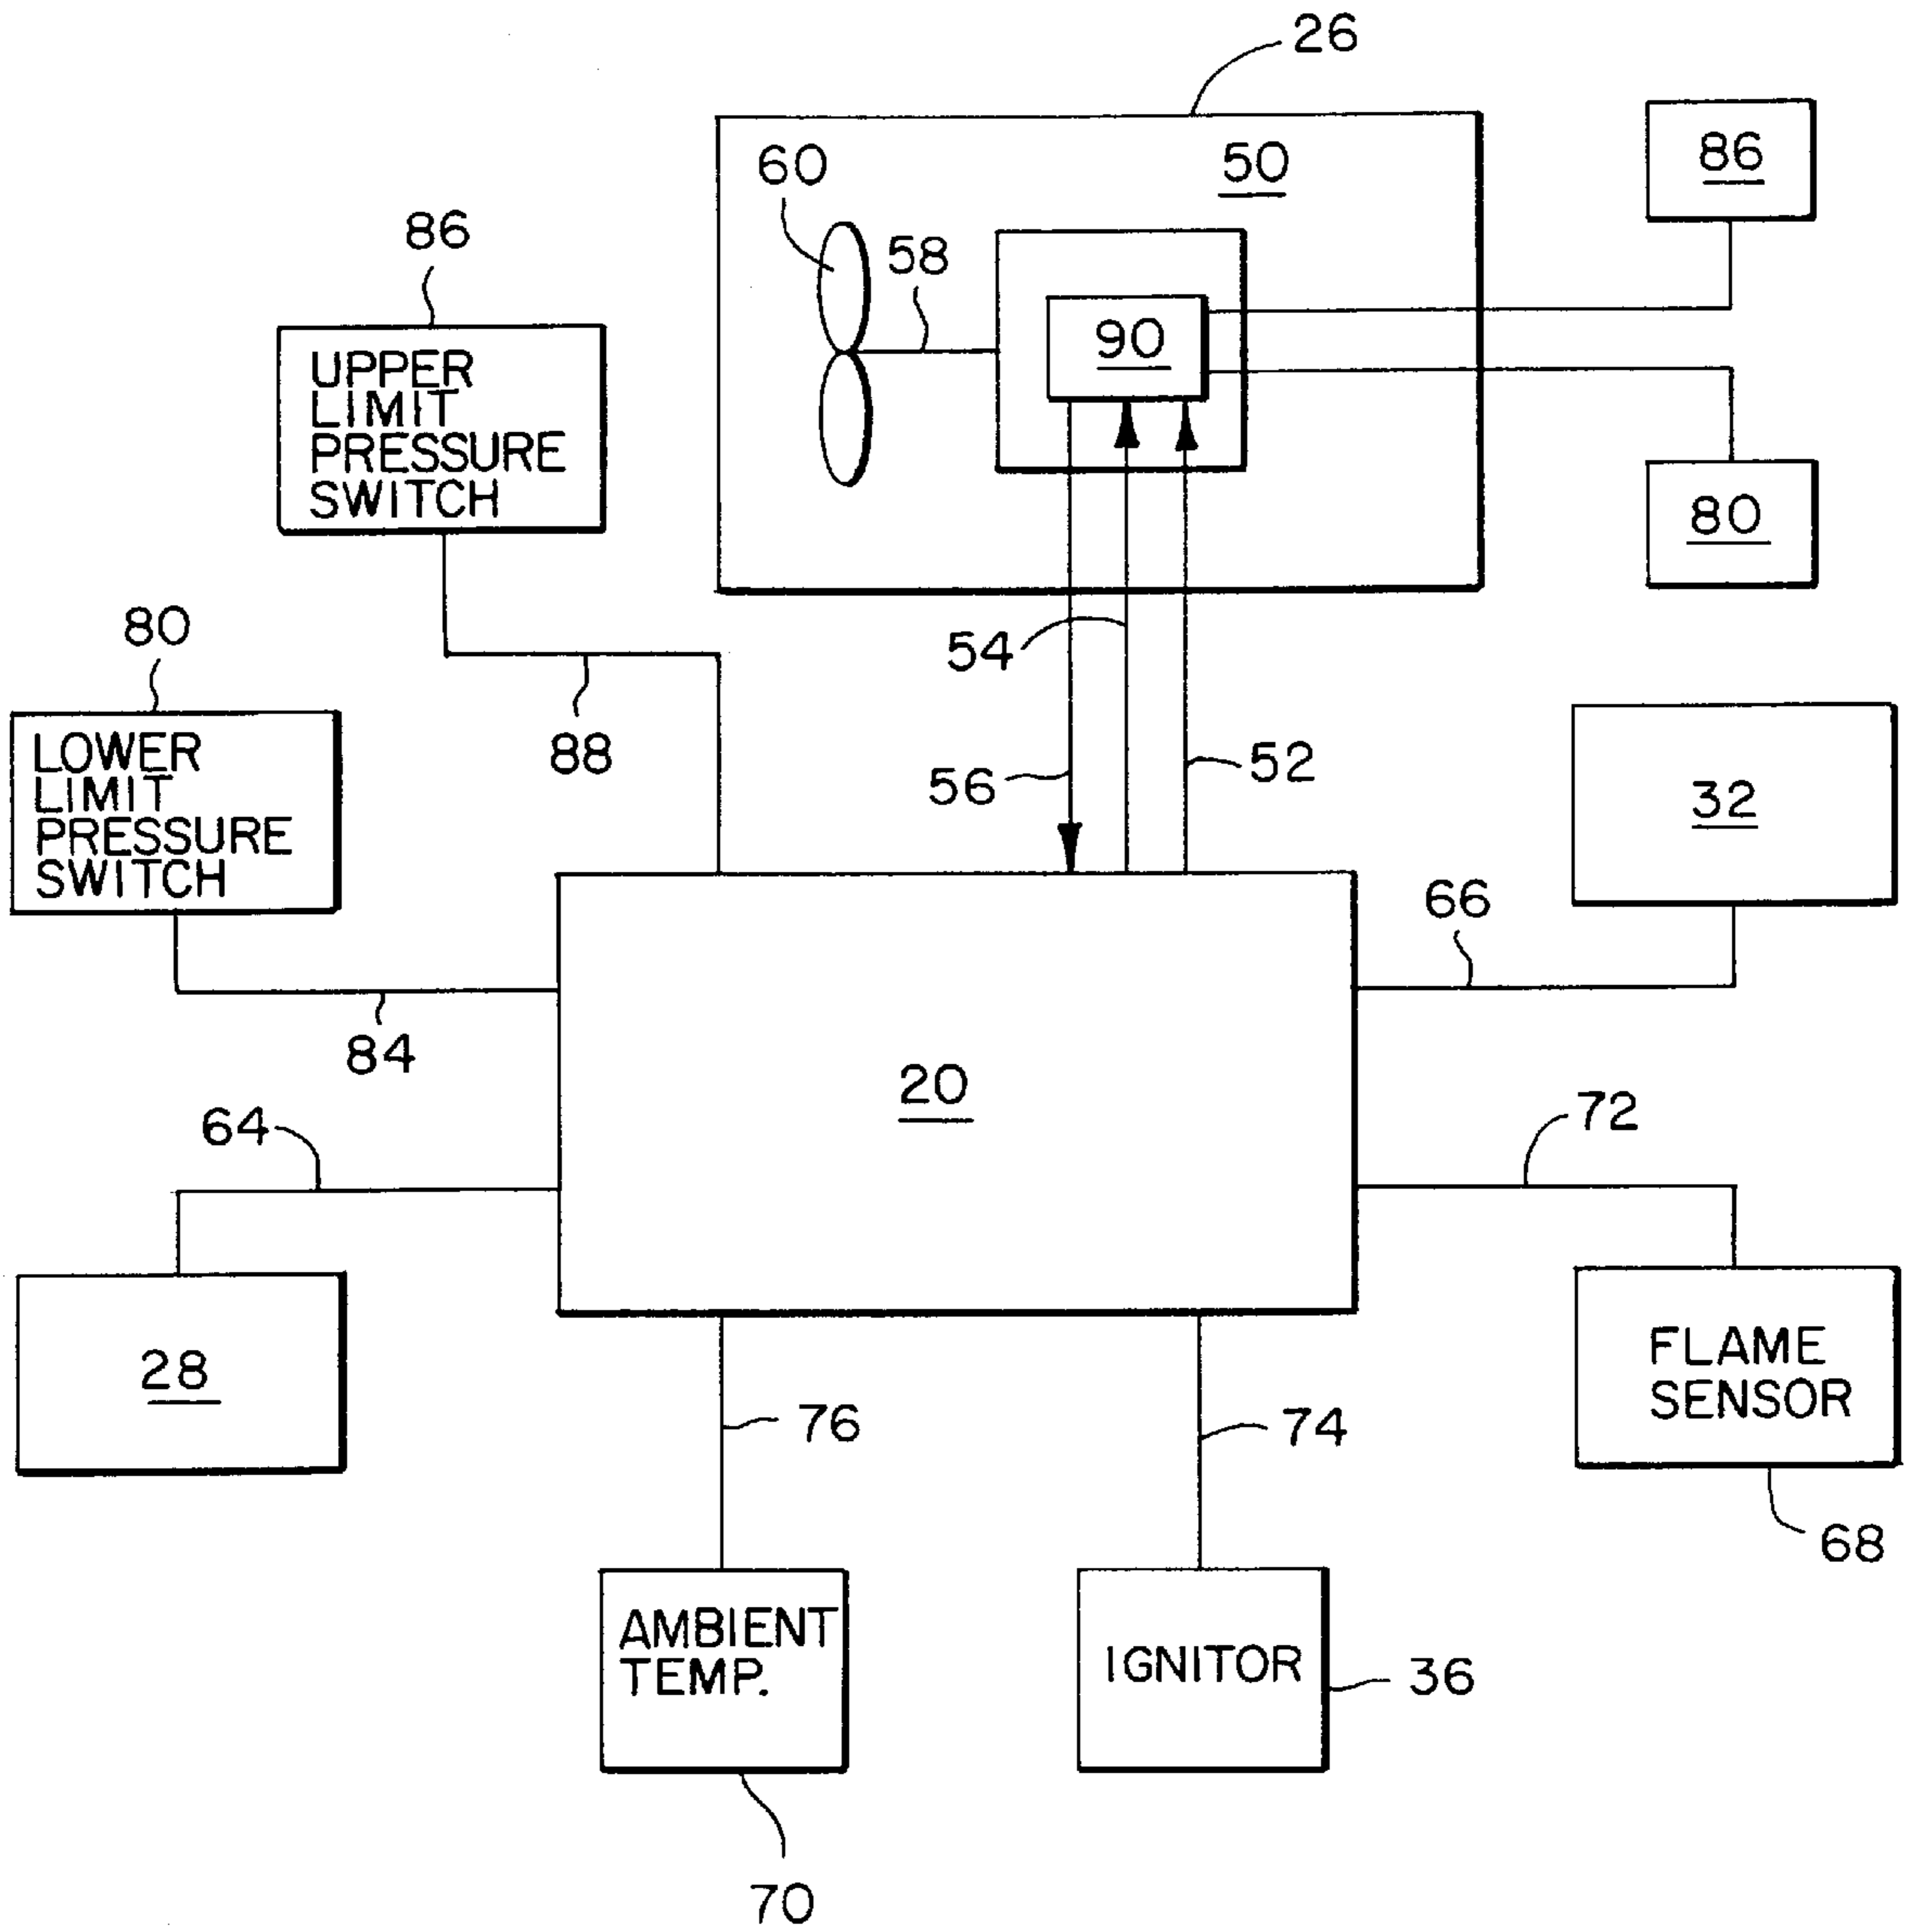 26
86
60
50
58
86
90
UPPER
LIMIT
PRESSURE
SWITCH
80
80
54
88
56
52
LOWER
LIMIT
PRESSURE
SWITCH
32
66
84
20
64
72
28
FLAME
SENSOR
76
74
68
AMBIENT
TEMP.
IGNITOR
36
70